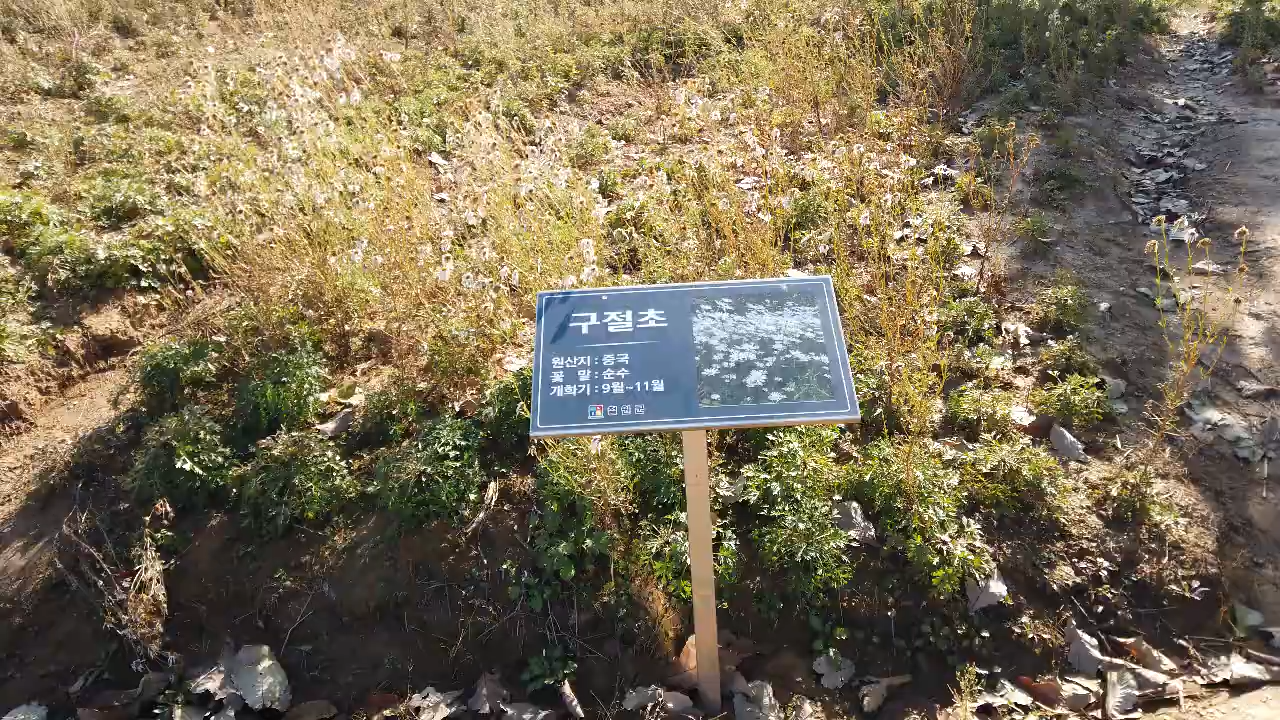 구절초
원산지 : 중국
꽃 말 : 순수
개학기 : 9월~11월